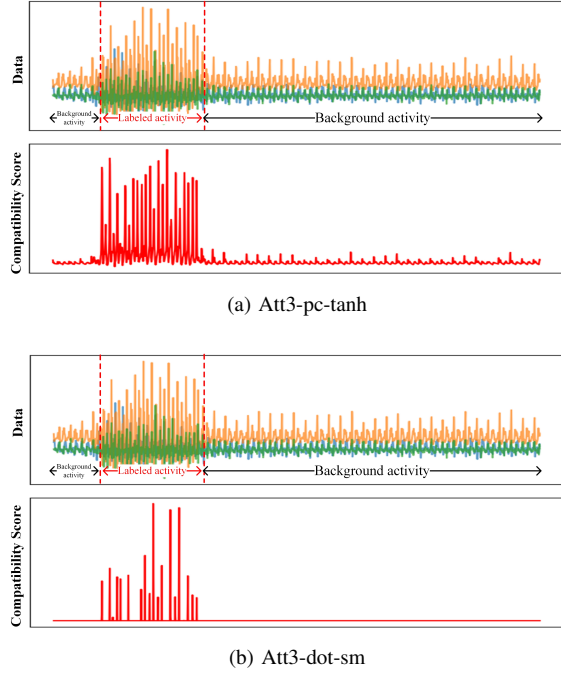 Data
Background
activity
Labeled activity
Background activity
Compatibility Score
(a) Att3-pc-tanh
Data
Background
activity
Labeled activity
Background activity
Compatibility Score
(b) Att3-dot-sm